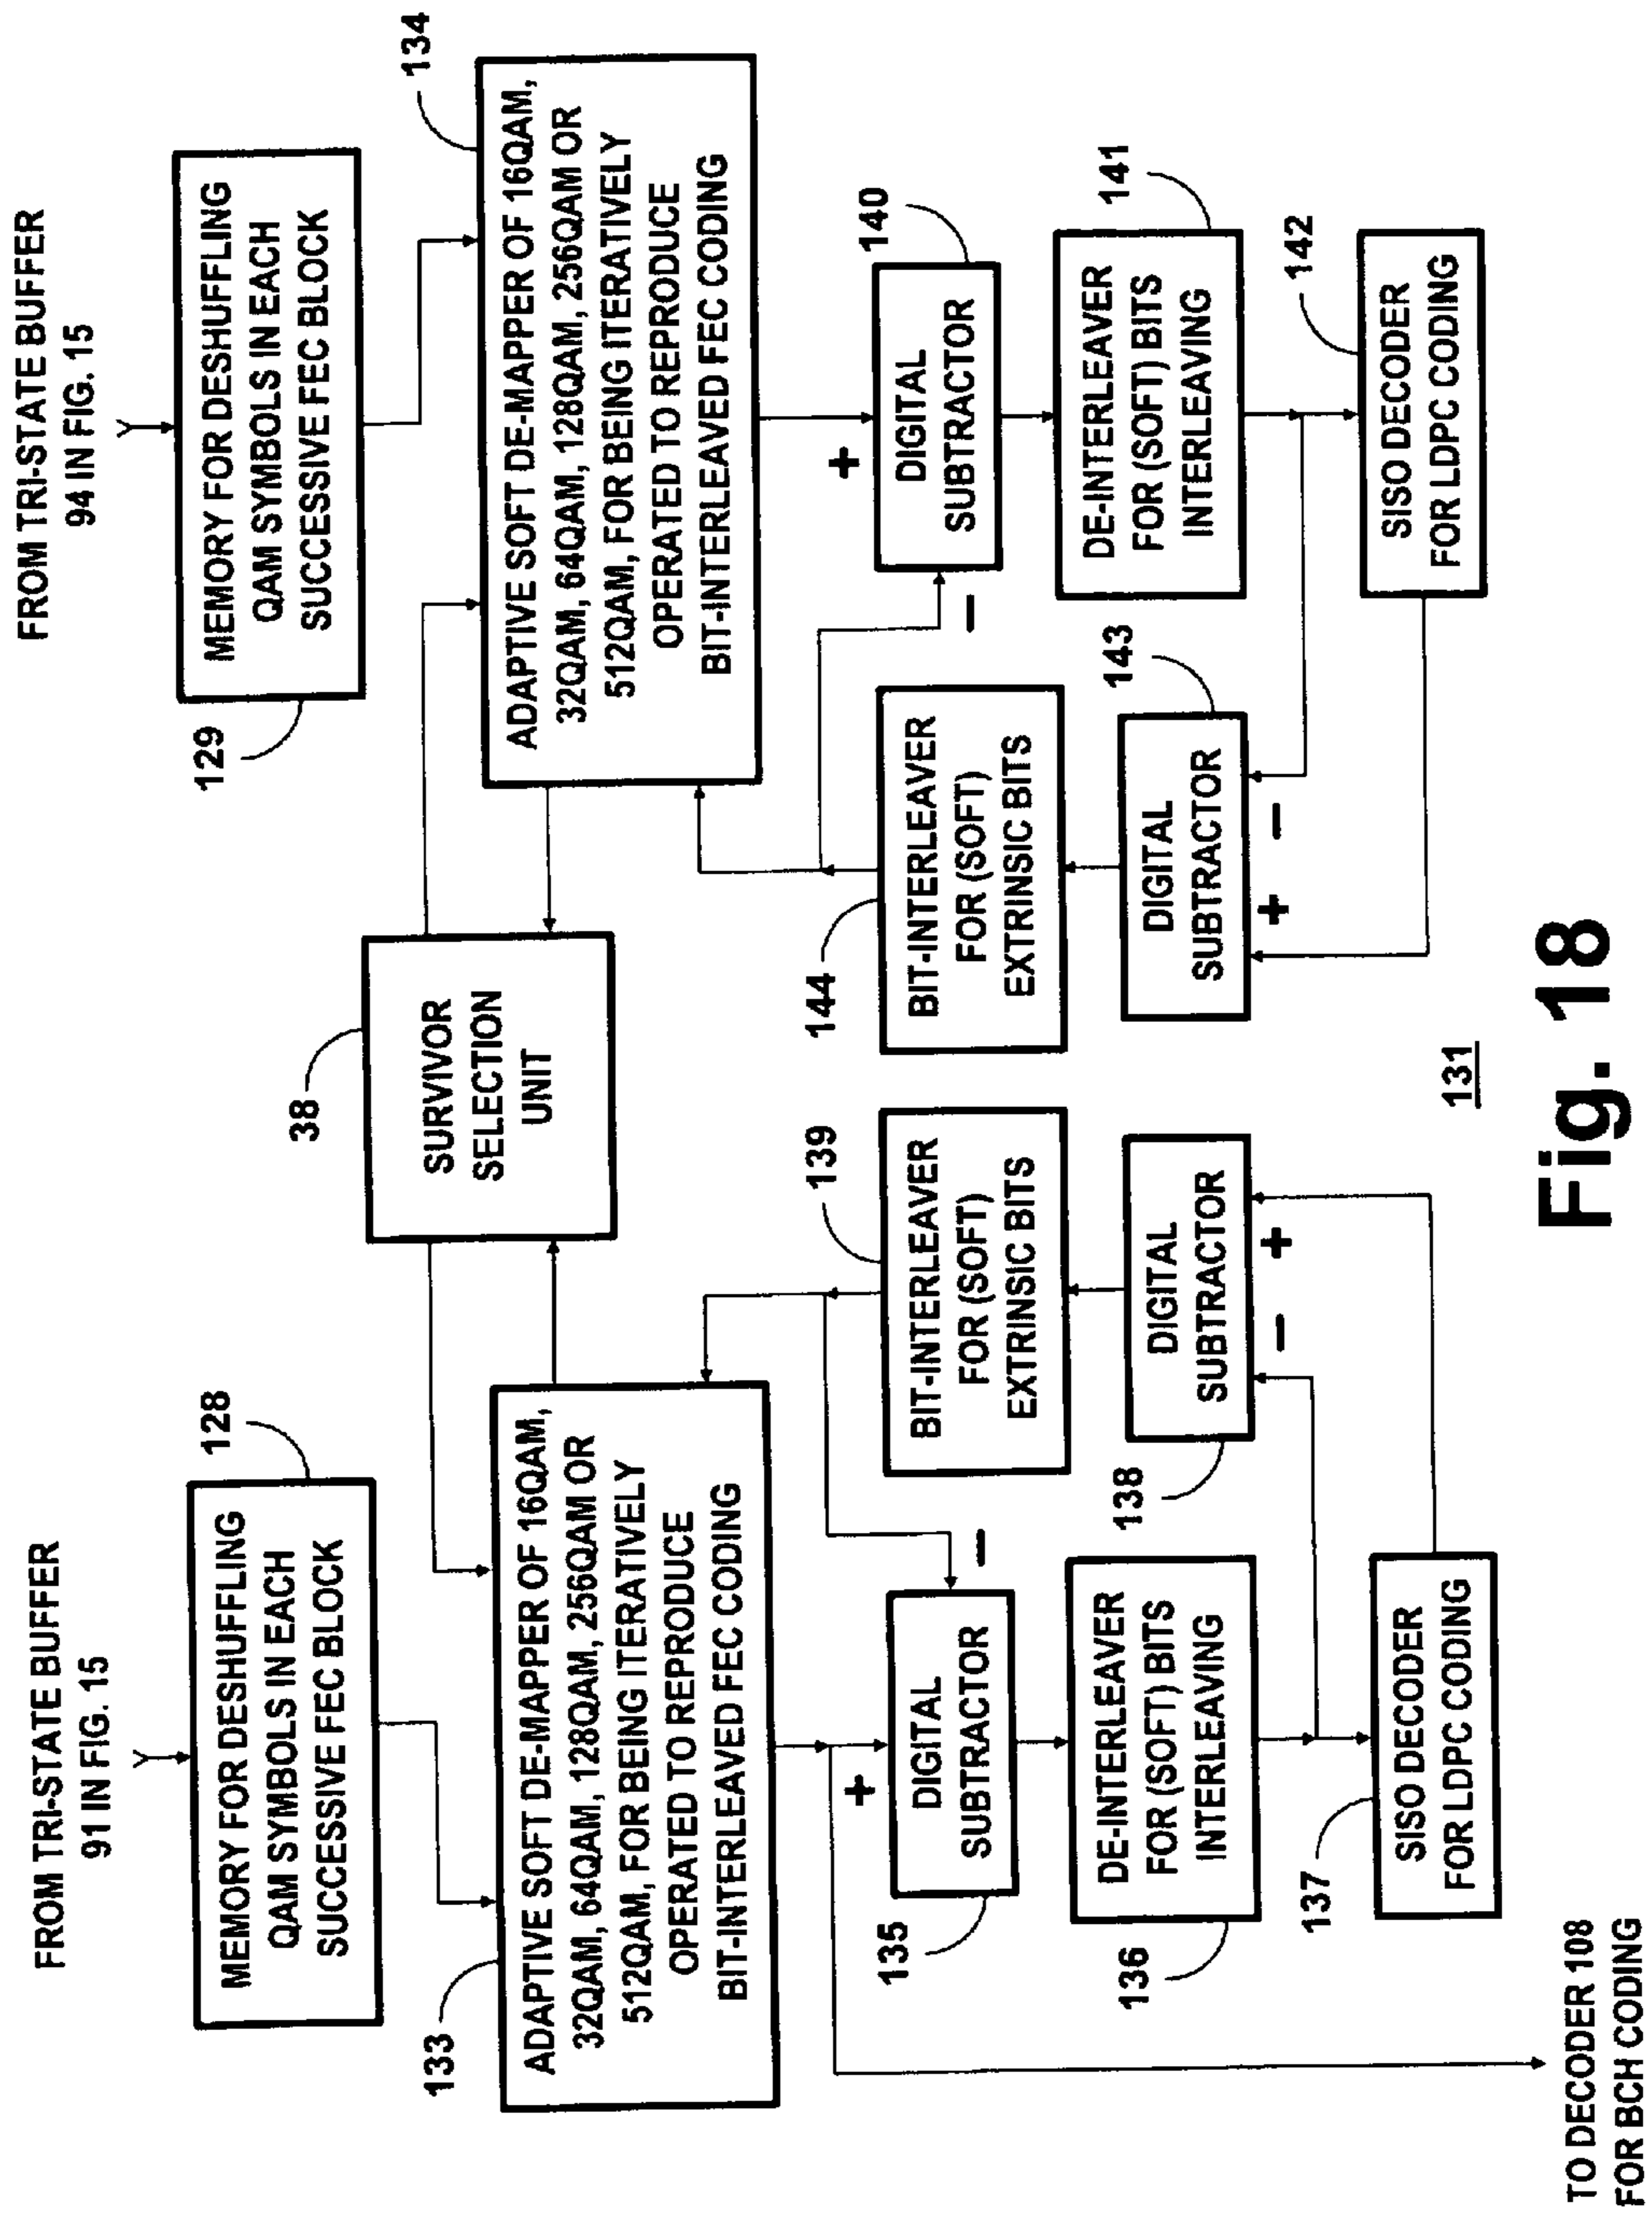 FROM TRI-STATE BUFFER
91 IN FIG. 15
128
MEMORY FOR DESHUFFLING
QAM SYMBOLS IN EACH
SUCCESSIVE FEC BLOCK
133
ADAPTIVE SOFT DE-MAPPER OF 16QAM,
32QAM, 64QAM, 128QAM, 256QAM OR
512QAM, FOR BEING ITERATIVELY
OPERATED TO REPRODUCE
BIT-INTERLEAVED FEC CODING
38
SURVIVOR
SELECTION
UNIT
FROM TRI-STATE BUFFER
94 IN FIG. 15
129
MEMORY FOR DESHUFFLING
QAM SYMBOLS IN EACH
SUCCESSIVE FEC BLOCK
134
ADAPTIVE SOFT DE-MAPPER OF 16QAM,
32QAM, 64QAM, 128QAM, 256QAM OR
512QAM, FOR BEING ITERATIVELY
OPERATED TO REPRODUCE
BIT-INTERLEAVED FEC CODING
+
–
135
DIGITAL
SUBTRACTOR
136
DE-INTERLEAVER
FOR (SOFT) BITS
INTERLEAVING
137
SISO DECODER
FOR LDPC CODING
139
BIT-INTERLEAVER
FOR (SOFT)
EXTRINSIC BITS
138
DIGITAL
SUBTRACTOR
–
+
144
BIT-INTERLEAVER
FOR (SOFT)
EXTRINSIC BITS
143
DIGITAL
SUBTRACTOR
+
–
–
+
140
DIGITAL
SUBTRACTOR
141
DE-INTERLEAVER
FOR (SOFT) BITS
INTERLEAVING
142
SISO DECODER
FOR LDPC CODING
TO DECODER 108
FOR BCH CODING
131
Fig. 18